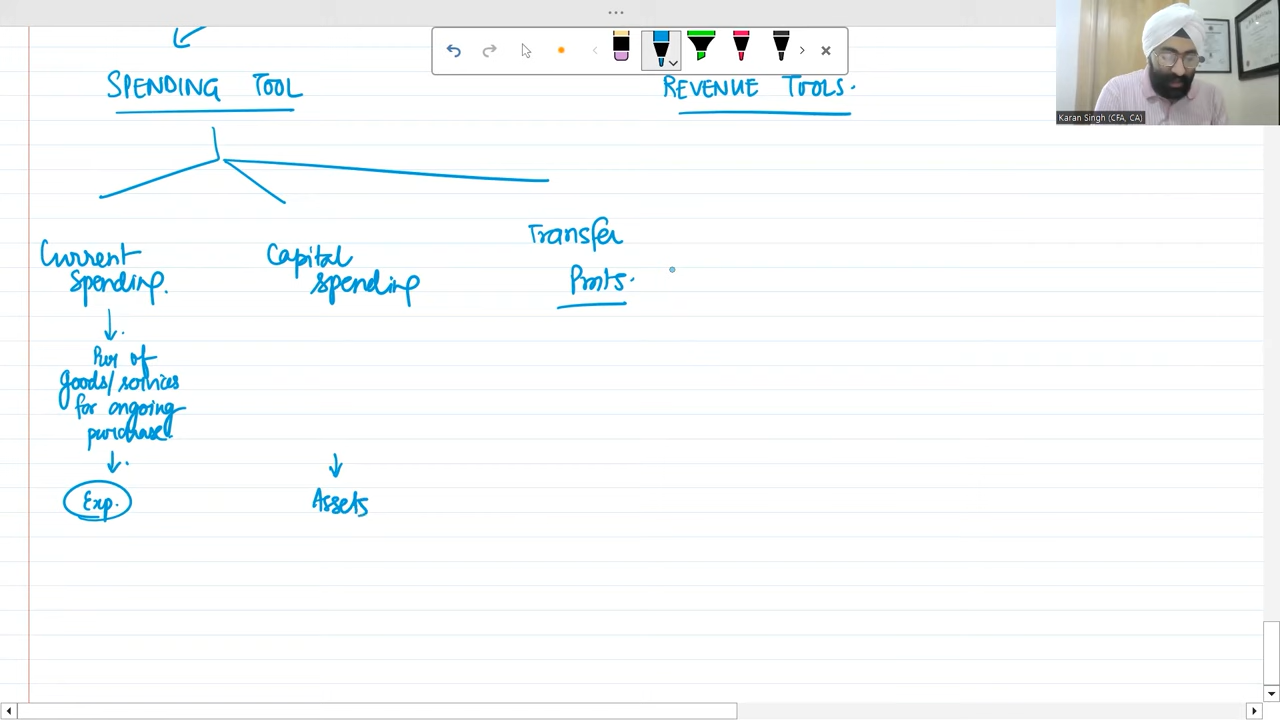 SPENDING TOOL
REVENUE TOOLS.
Karan Singh (CFA, CA)
Current
Spending.
Capital
spending
Transfer
Pmts.
Pur of
goods/services
for ongoing
purchase
Exp.
Assets